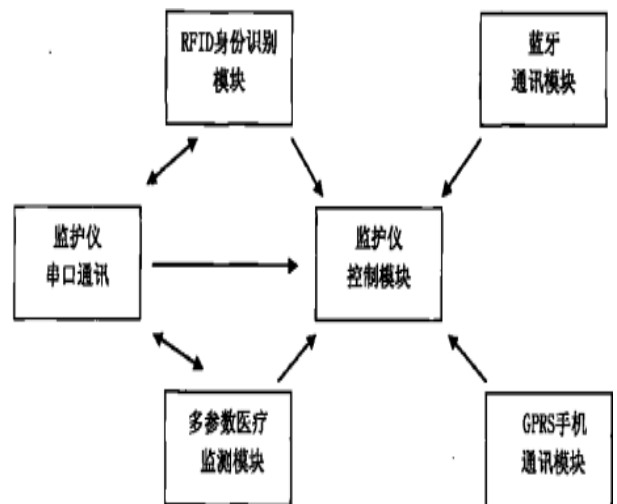 RFID身份识别
模块
蓝牙
通讯模块
监护仪
串口通讯
监护仪
控制模块
多参数医疗
监测模块
GPRS手机
通讯模块